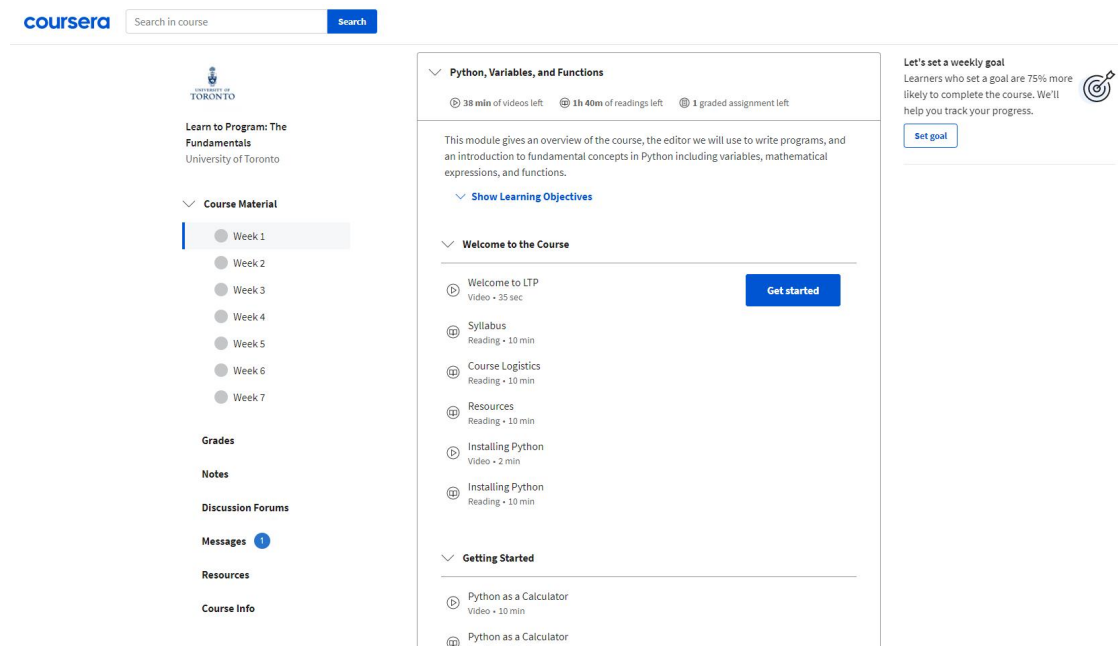 coursera
Search in course
Search
UNIVERSITY OF
TORONTO
Learn to Program: The
Fundamentals
University of Toronto
Course Material
Week 1
Week 2
Week 3
Week 4
Week 5
Week 6
Week 7
Grades
Notes
Discussion Forums
Messages 1
Resources
Course Info
Python, Variables, and Functions
38 min of videos left 1h 40m of readings left 1 graded assignment left
This module gives an overview of the course, the editor we will use to write programs, and
an introduction to fundamental concepts in Python including variables, mathematical
expressions, and functions.
Show Learning Objectives
Welcome to the Course
Welcome to LTP
Video • 35 sec
Get started
Syllabus
Reading • 10 min
Course Logistics
Reading • 10 min
Resources
Reading • 10 min
Installing Python
Video • 2 min
Installing Python
Reading • 10 min
Getting Started
Python as a Calculator
Video • 10 min
Python as a Calculator
Let's set a weekly goal
Learners who set a goal are 75% more
likely to complete the course. We'll
help you track your progress.
Set goal